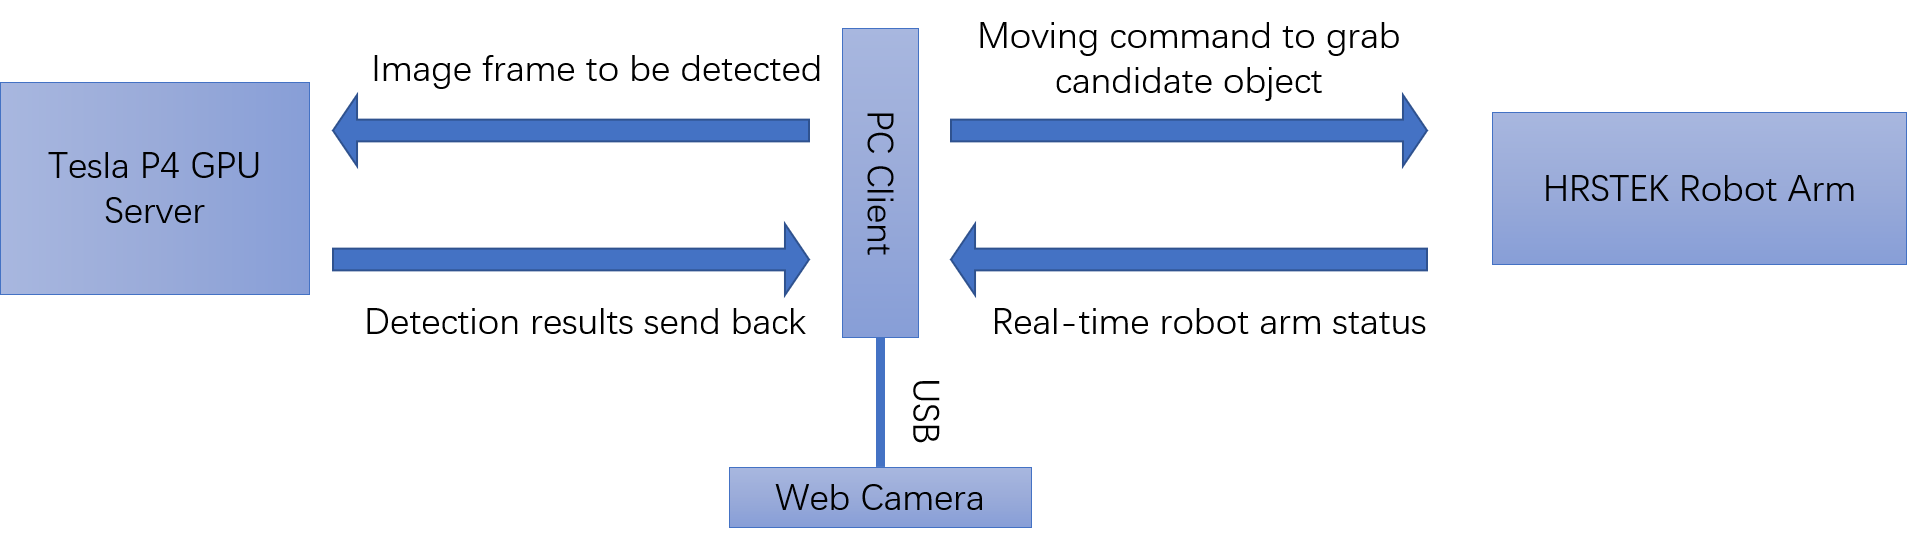 Moving command to grab
candidate object
Image frame to be detected
Tesla P4 GPU
Server
PC Client
HRSTEK Robot Arm
Detection results send back
Real-time robot arm status
USB
Web Camera